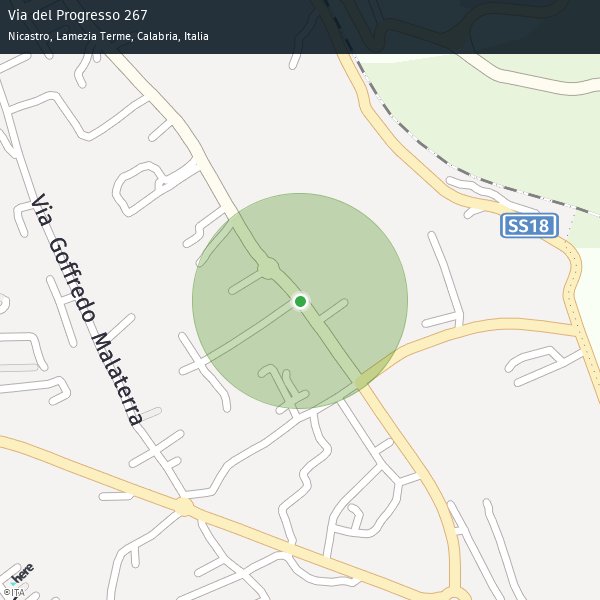 Via del Progresso 267
Nicastro, Lamezia Terme, Calabria, Italia
SS18
Via Goffredo Malaterra
here
©ITA